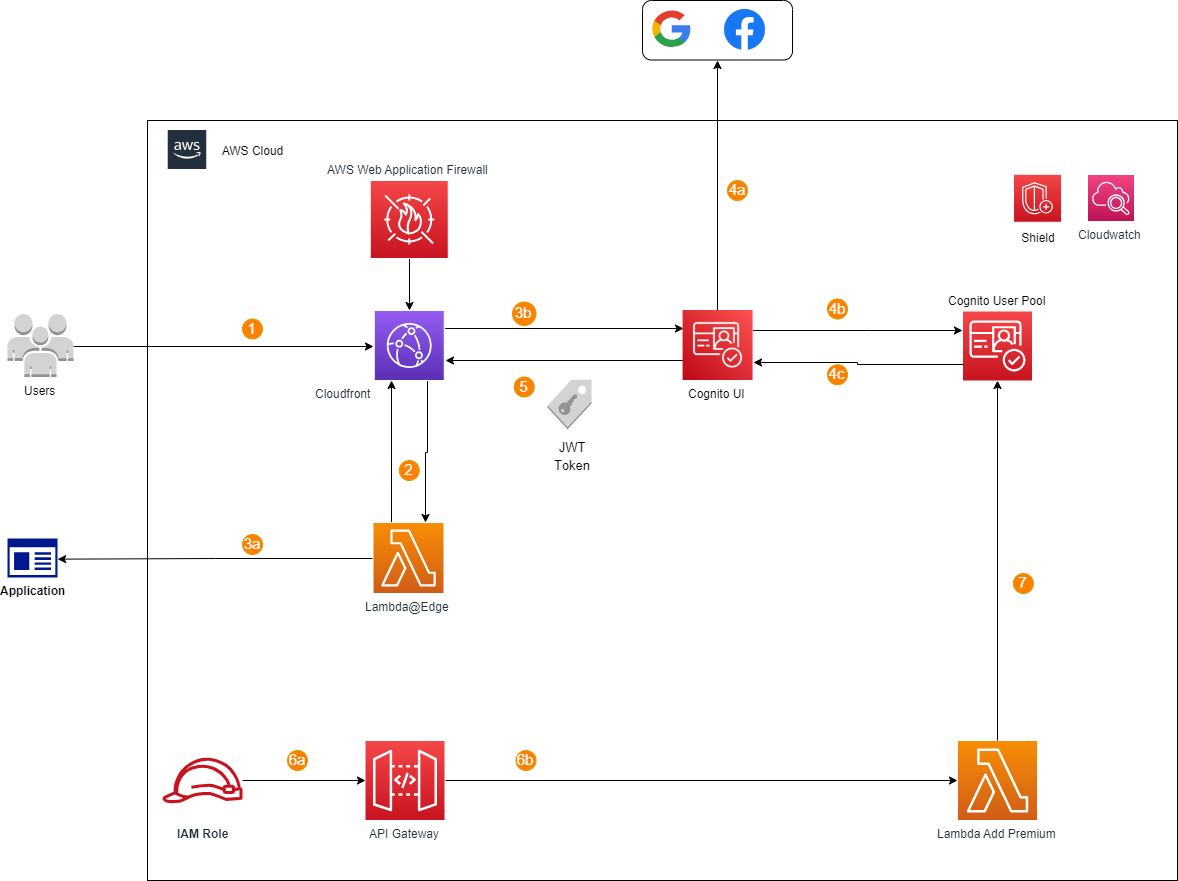 aws
AWS Cloud
AWS Web Application Firewall
4a
Shield
Cloudwatch
Cognito User Pool
1
3b
4b
Users
Cloudfront
5
Cognito UI
4c
JWT
Token
2
3a
Application
Lambda@Edge
7
6a
6b
</>
IAM Role
API Gateway
Lambda Add Premium